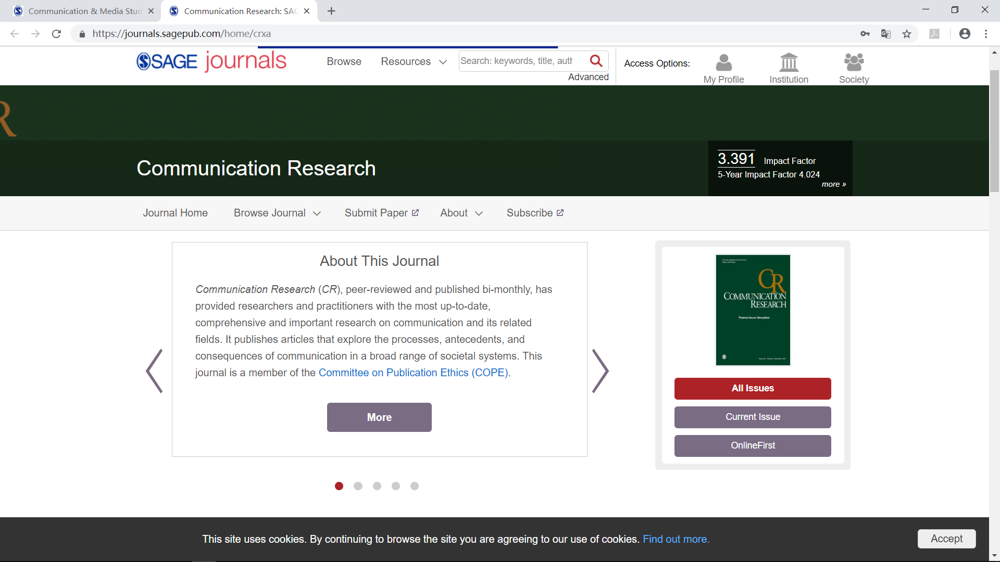 Communication & Media Stud
Communication Research: SAG
https://journals.sagepub.com/home/crxa
SAGE journals
Browse
Resources
Search: keywords, title, auth
Advanced
Access Options:
My Profile
Institution
Society
R
Communication Research
3.391 Impact Factor
5-Year Impact Factor 4.024
more »
Journal Home
Browse Journal
Submit Paper
About
Subscribe
About This Journal
Communication Research (CR), peer-reviewed and published bi-monthly, has
provided researchers and practitioners with the most up-to-date,
comprehensive and important research on communication and its related
fields. It publishes articles that explore the processes, antecedents, and
consequences of communication in a broad range of societal systems. This
journal is a member of the Committee on Publication Ethics (COPE).
More
CR
COMMUNICATION
RESEARCH
Themed Issue: Deception
All Issues
Current Issue
OnlineFirst
This site uses cookies. By continuing to browse the site you are agreeing to our use of cookies. Find out more.
Accept